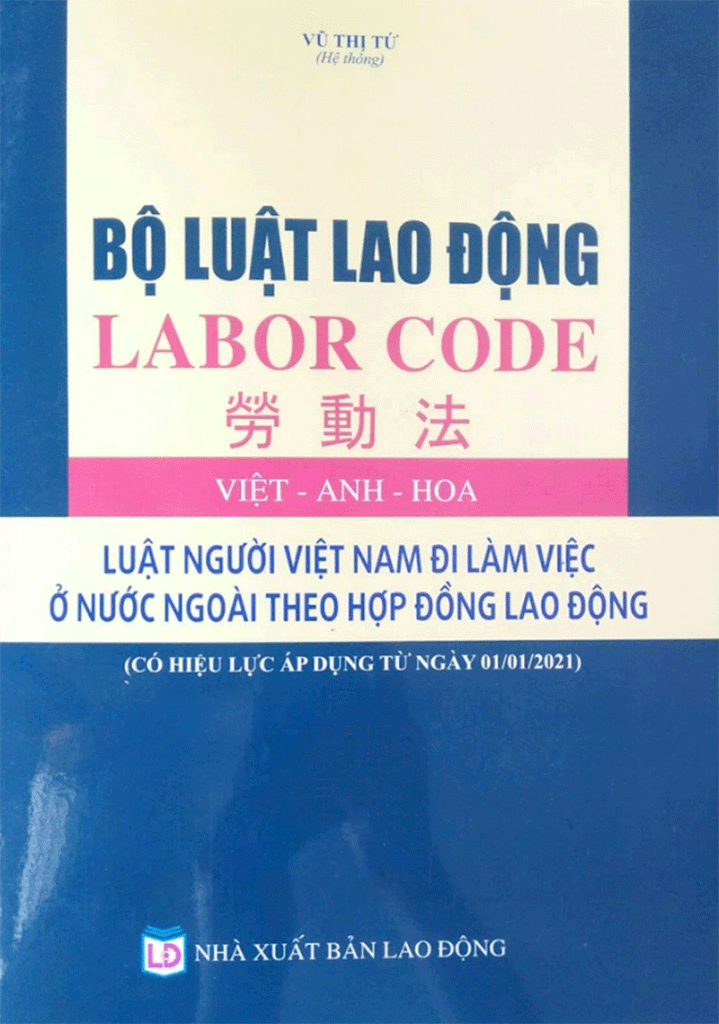 VŨ THỊ TỨ
(Hệ thống)
BỘ LUẬT LAO ĐỘNG
LABOR CODE
勞動法
VIỆT - ANH - HOA
LUẬT NGƯỜI VIỆT NAM ĐI LÀM VIỆC
Ở NƯỚC NGOÀI THEO HỢP ĐỒNG LAO ĐỘNG
(CÓ HIỆU LỰC ÁP DỤNG TỪ NGÀY 01/01/2021)
LĐ NHÀ XUẤT BẢN LAO ĐỘNG